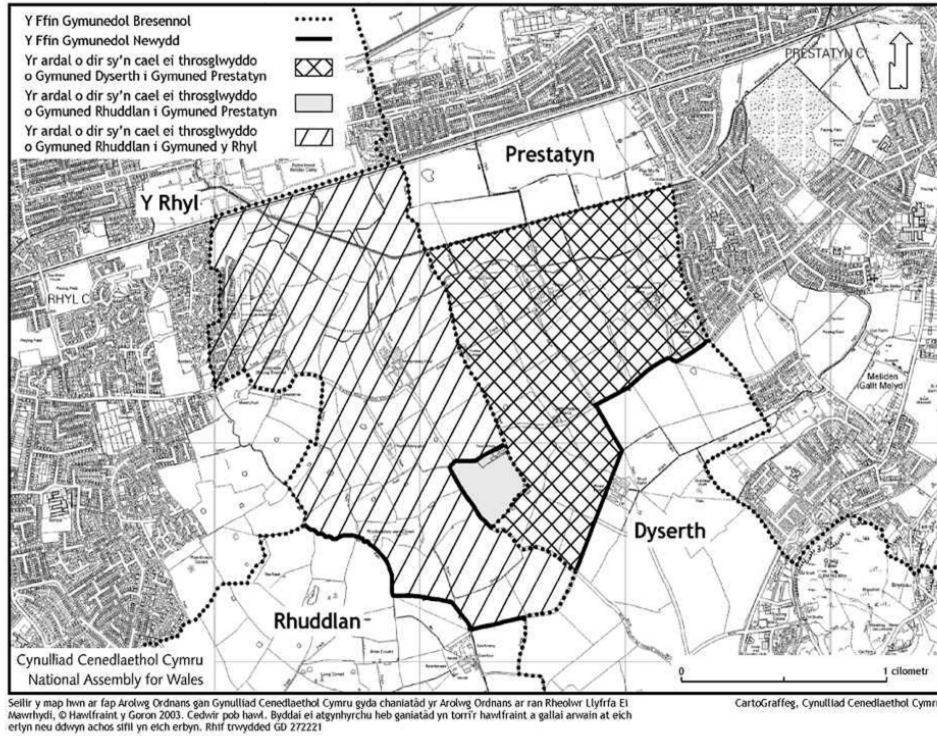 Y Ffin Gymunedol Bresennol
Y Ffin Gymunedol Newydd
Yr ardal o dir sy'n cael ei throsglwyddo
o Gymuned Dyserth i Gymuned Prestatyn
Yr ardal o dir sy'n cael ei throsglwyddo
o Gymuned Rhuddlan i Gymuned Prestatyn
Yr ardal o dir sy'n cael ei throsglwyddo
o Gymuned Rhuddlan i Gymuned y Rhyl
PRESTATYN C
Prestatyn
Y Rhyl
RHYL C
Meliden
(Gallt Melyd)
Dyserth
Rhuddlan
Cynulliad Cenedlaethol Cymru
National Assembly for Wales
0 1 cilometr
Seilir y map hwn ar fap Arolwg Ordnans gan Gynulliad Cenedlaethol Cymru gyda chaniatâd yr Arolwg Ordnans ar ran Rheolwr Llyfrfa Ei
Mawrhydi, © Hawlfraint y Goron 2003. Cedwir pob hawl. Byddai ei atgynhyrchu heb ganiatâd yn torri'r hawlfraint a gallai arwain at eich
erlyn neu ddwyn achos sifil yn eich erbyn. Rhif trwydded GD 272221
CartoGraffeg, Cynulliad Cenedlaethol Cymru